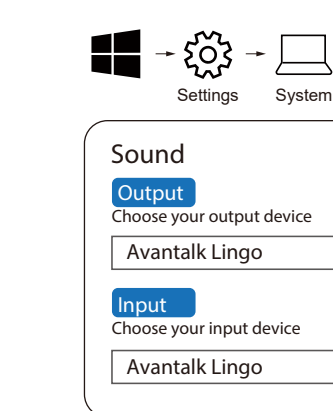 Settings System
Sound
Output
Choose your output device
Avantalk Lingo
Input
Choose your input device
Avantalk Lingo